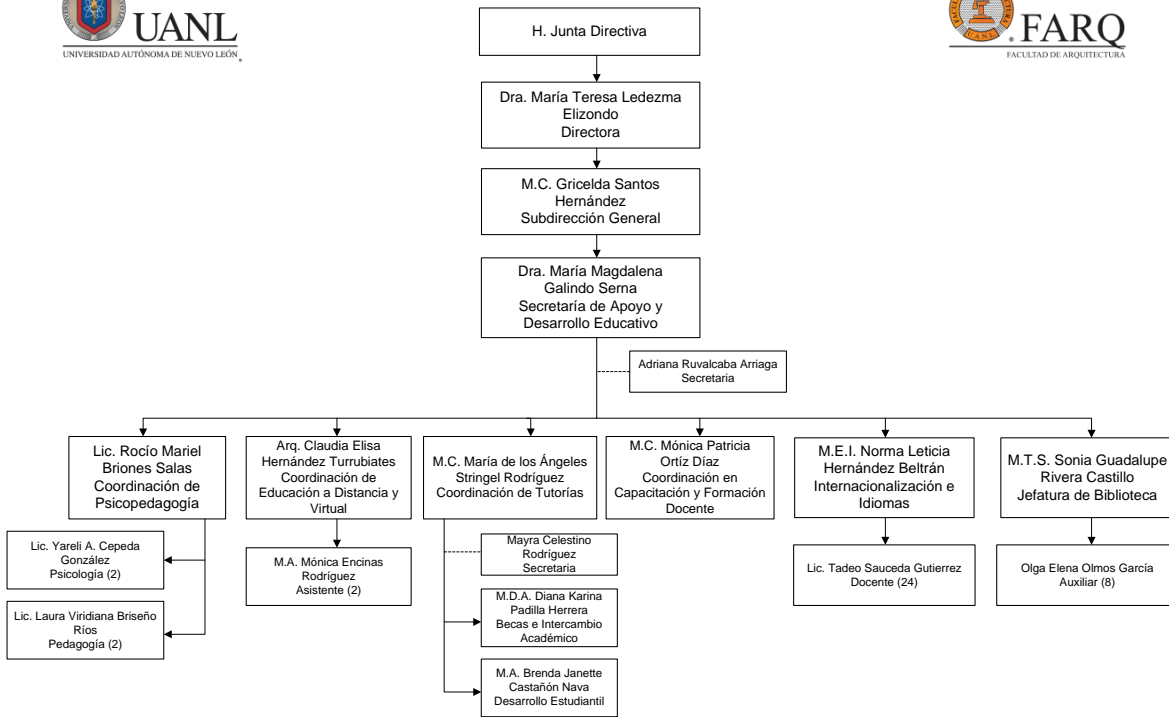 UANL
UNIVERSIDAD AUTÓNOMA DE NUEVO LEÓN
FARQ
FACULTAD DE ARQUITECTURA
H. Junta Directiva
Dra. María Teresa Ledezma
Elizondo
Directora
M.C. Gricelda Santos
Hernández
Subdirección General
Dra. María Magdalena
Galindo Serna
Secretaría de Apoyo y
Desarrollo Educativo
Adriana Ruvalcaba Arriaga
Secretaria
Lic. Rocío Mariel
Briones Salas
Coordinación de
Psicopedagogía
Arq. Claudia Elisa
Hernández Turrubiates
Coordinación de
Educación a Distancia y
Virtual
M.C. María de los Ángeles
Stringel Rodríguez
Coordinación de Tutorías
M.C. Mónica Patricia
Ortíz Díaz
Coordinación en
Capacitación y Formación
Docente
M.E.I. Norma Leticia
Hernández Beltrán
Internacionalización e
Idiomas
M.T.S. Sonia Guadalupe
Rivera Castillo
Jefatura de Biblioteca
Lic. Yareli A. Cepeda
González
Psicología (2)
Lic. Laura Viridiana Briseño
Ríos
Pedagogía (2)
M.A. Mónica Encinas
Rodríguez
Asistente (2)
Mayra Celestino
Rodríguez
Secretaria
M.D.A. Diana Karina
Padilla Herrera
Becas e Intercambio
Académico
M.A. Brenda Janette
Castañón Nava
Desarrollo Estudiantil
Lic. Tadeo Sauceda Gutierrez
Docente (24)
Olga Elena Olmos García
Auxiliar (8)